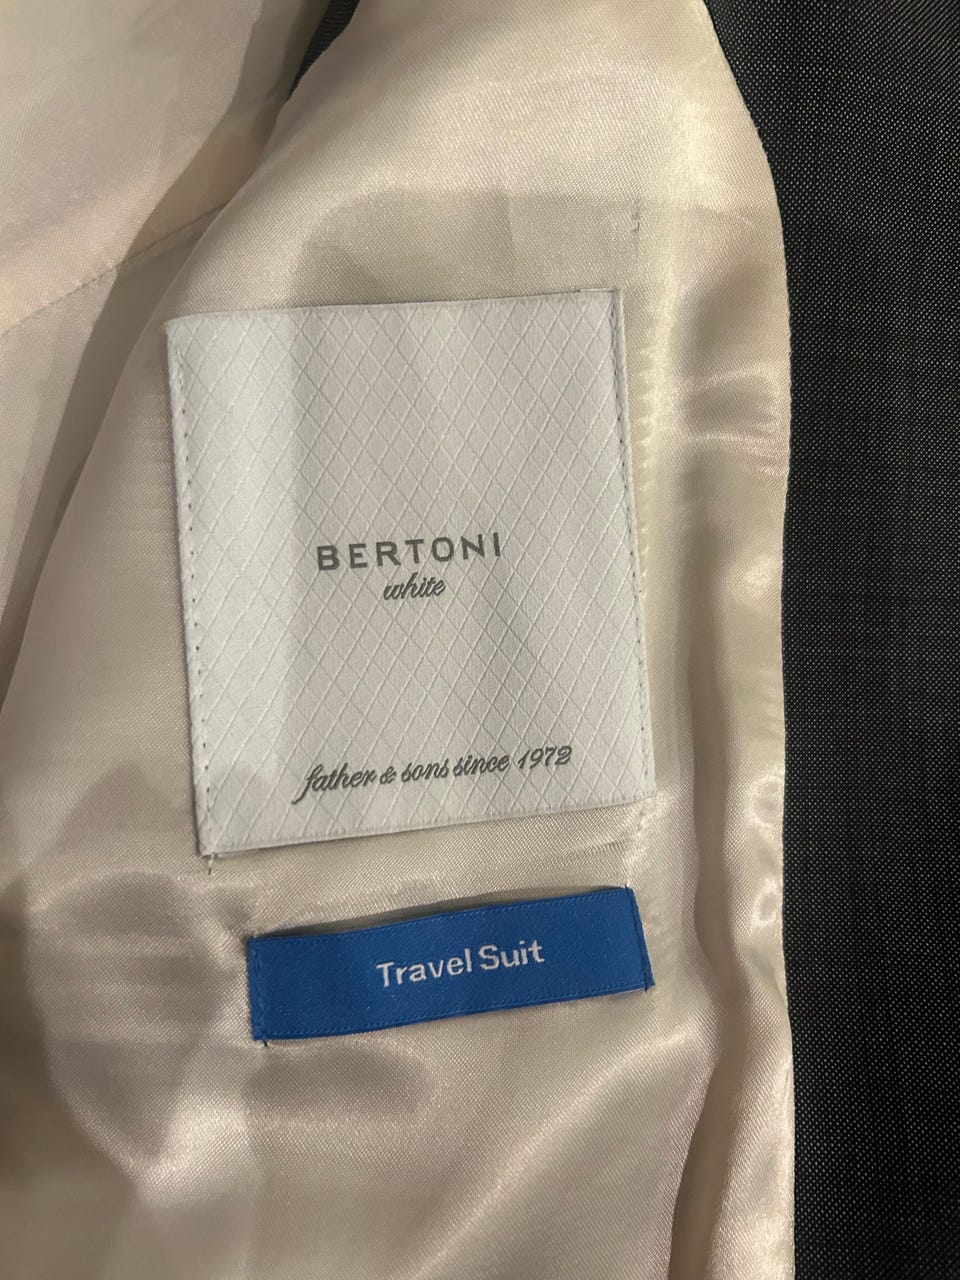 BERTONI
white
father & sons since 1972
Travel Suit